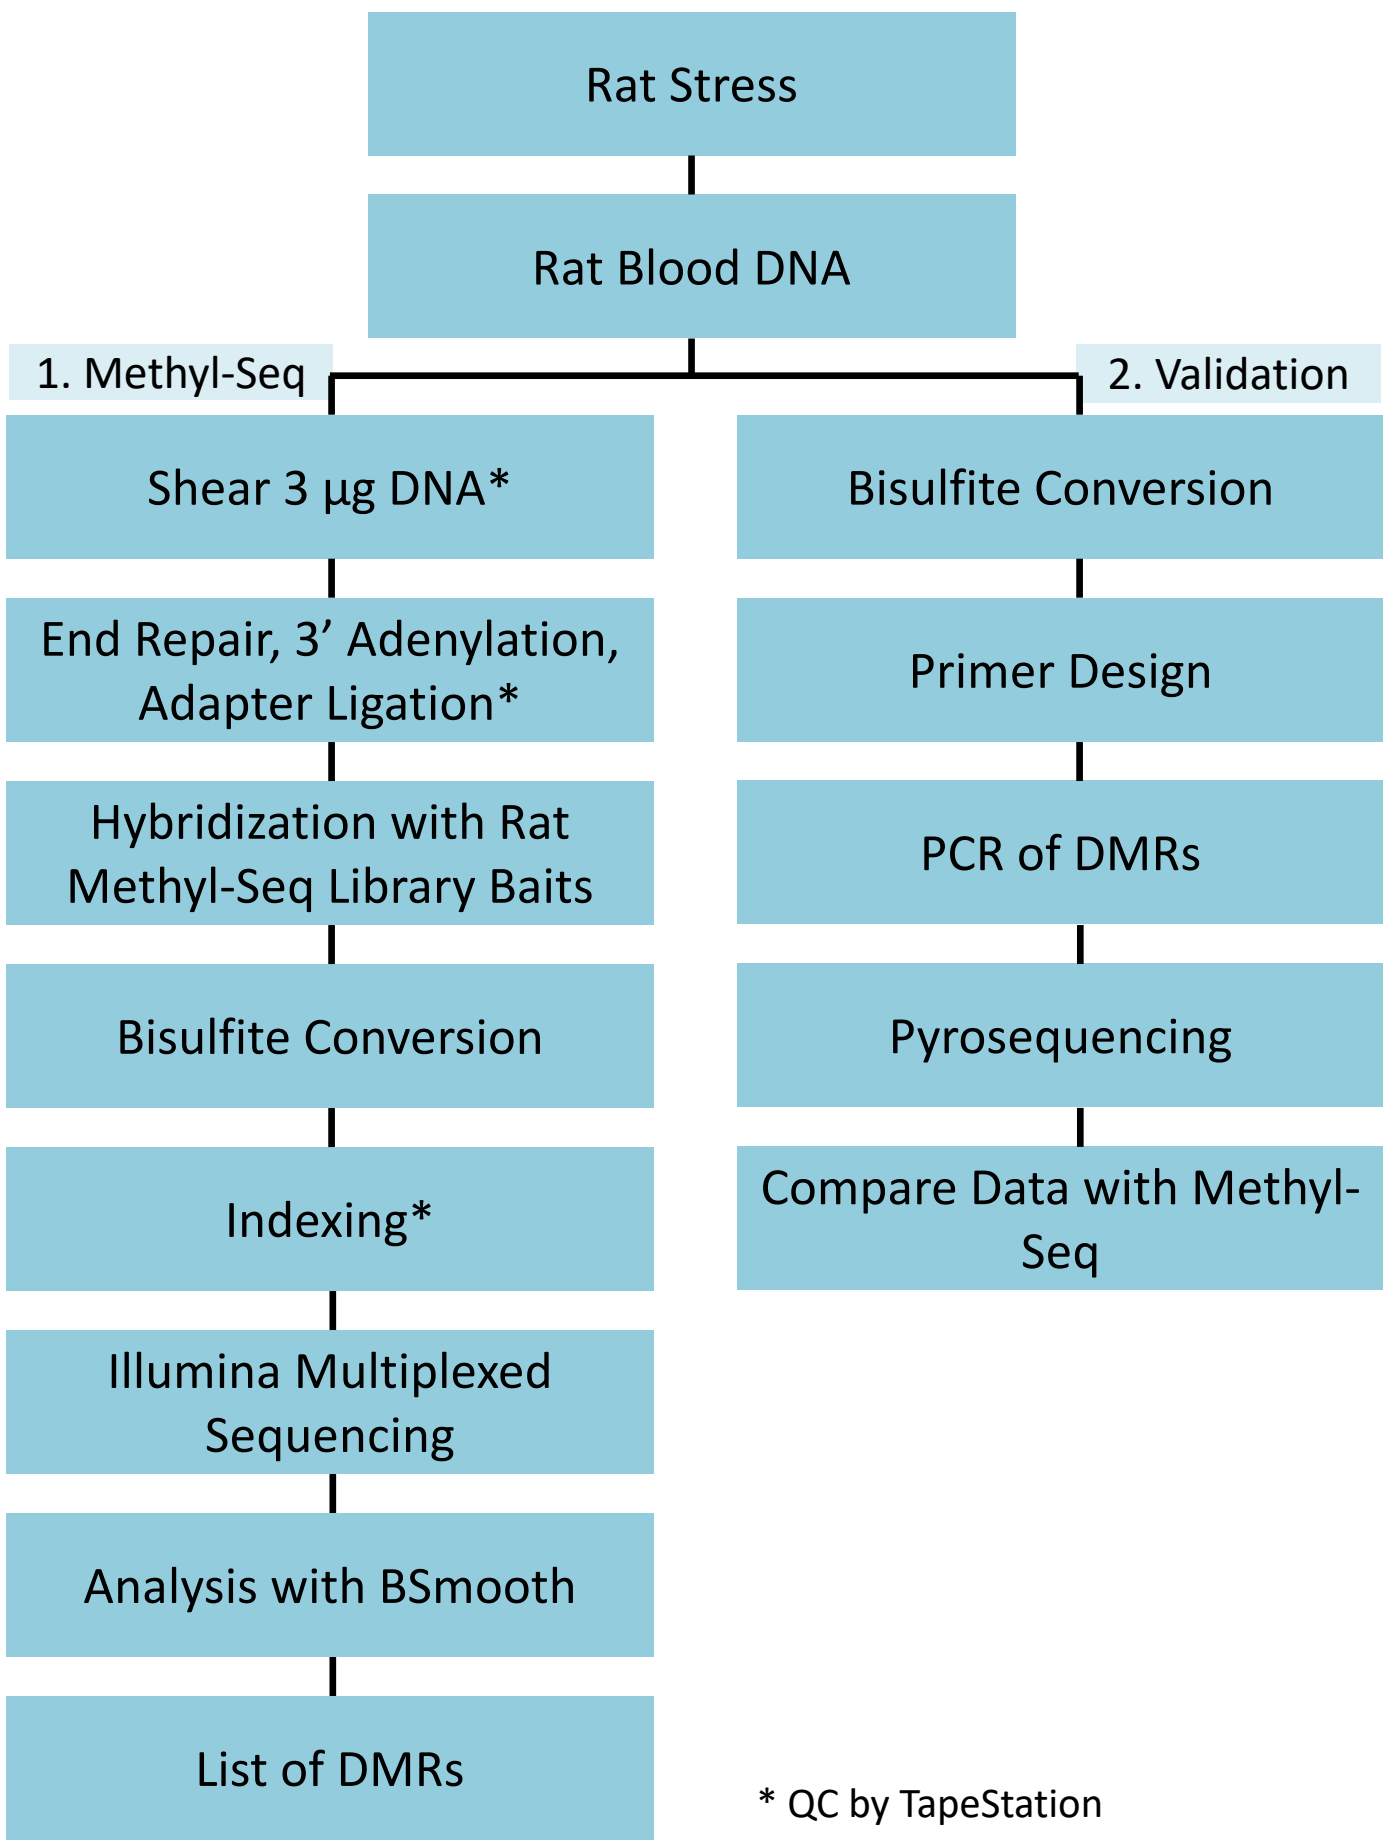 Rat Stress
Rat Blood DNA
1. Methyl-Seq
2. Validation
Shear 3 µg DNA*
End Repair, 3’ Adenylation,
Adapter Ligation*
Hybridization with Rat
Methyl-Seq Library Baits
Bisulfite Conversion
Indexing*
Illumina Multiplexed
Sequencing
Analysis with BSmooth
List of DMRs
Bisulfite Conversion
Primer Design
PCR of DMRs
Pyrosequencing
Compare Data with Methyl-
Seq
* QC by TapeStation